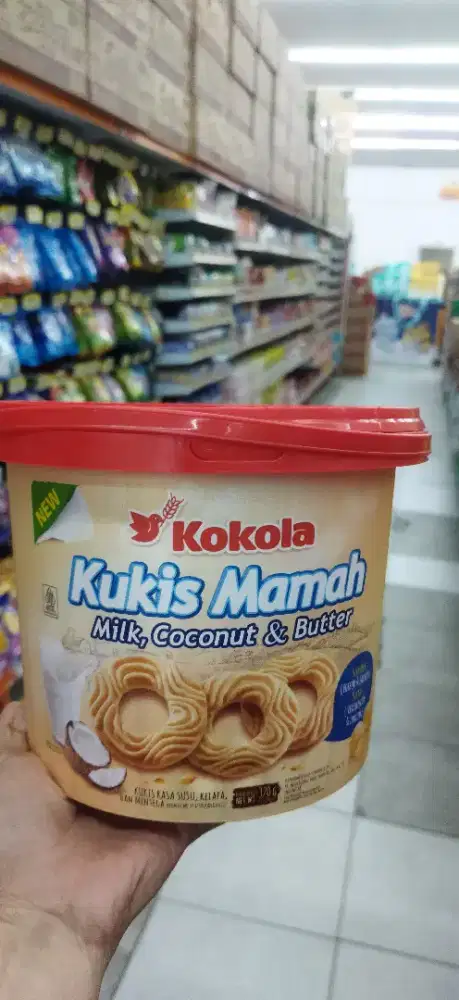 NEW
Kokola
Kukis Mamah
Milk, Coconut & Butter
KUKIS RASA SUSU, KELAPA,
DAN MENTEGA
NETTO